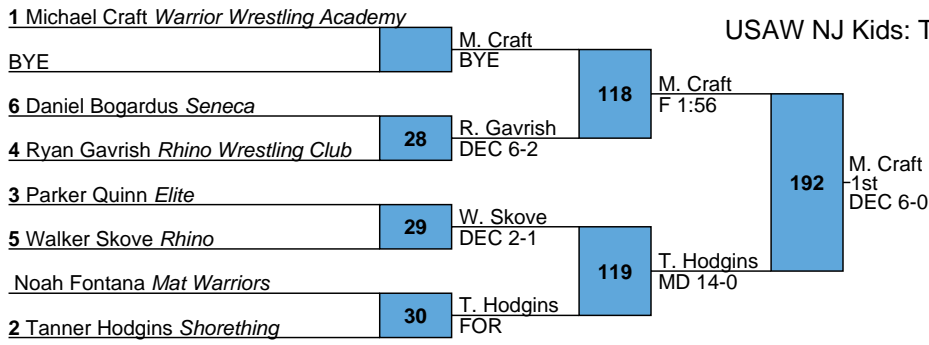 1 Michael Craft Warrior Wrestling Academy
BYE
6 Daniel Bogardus Seneca
4 Ryan Gavrish Rhino Wrestling Club
3 Parker Quinn Elite
5 Walker Skove Rhino
Noah Fontana Mat Warriors
2 Tanner Hodgins Shorething
28
29
30
M. Craft
BYE
R. Gavrish
DEC 6-2
W. Skove
DEC 2-1
T. Hodgins
FOR
118
119
M. Craft
F 1:56
T. Hodgins
MD 14-0
USAW NJ Kids: T
192
M. Craft
1st
DEC 6-0